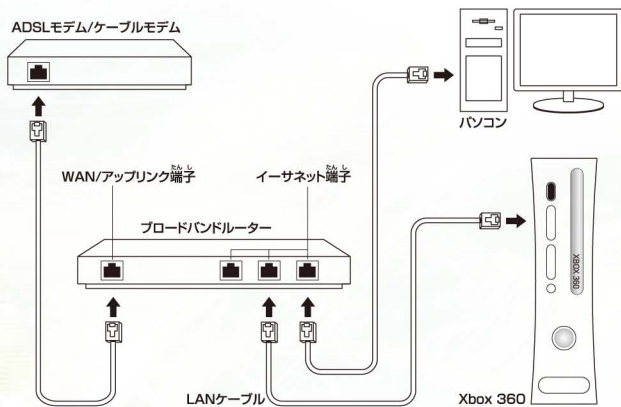 ADSLモデム/ケーブルモデム
パソコン
WAN/アップリンク端子
たんし
イーサネット端子
たんし
ブロードバンドルーター
XBOX 360
LANケーブル
Xbox 360